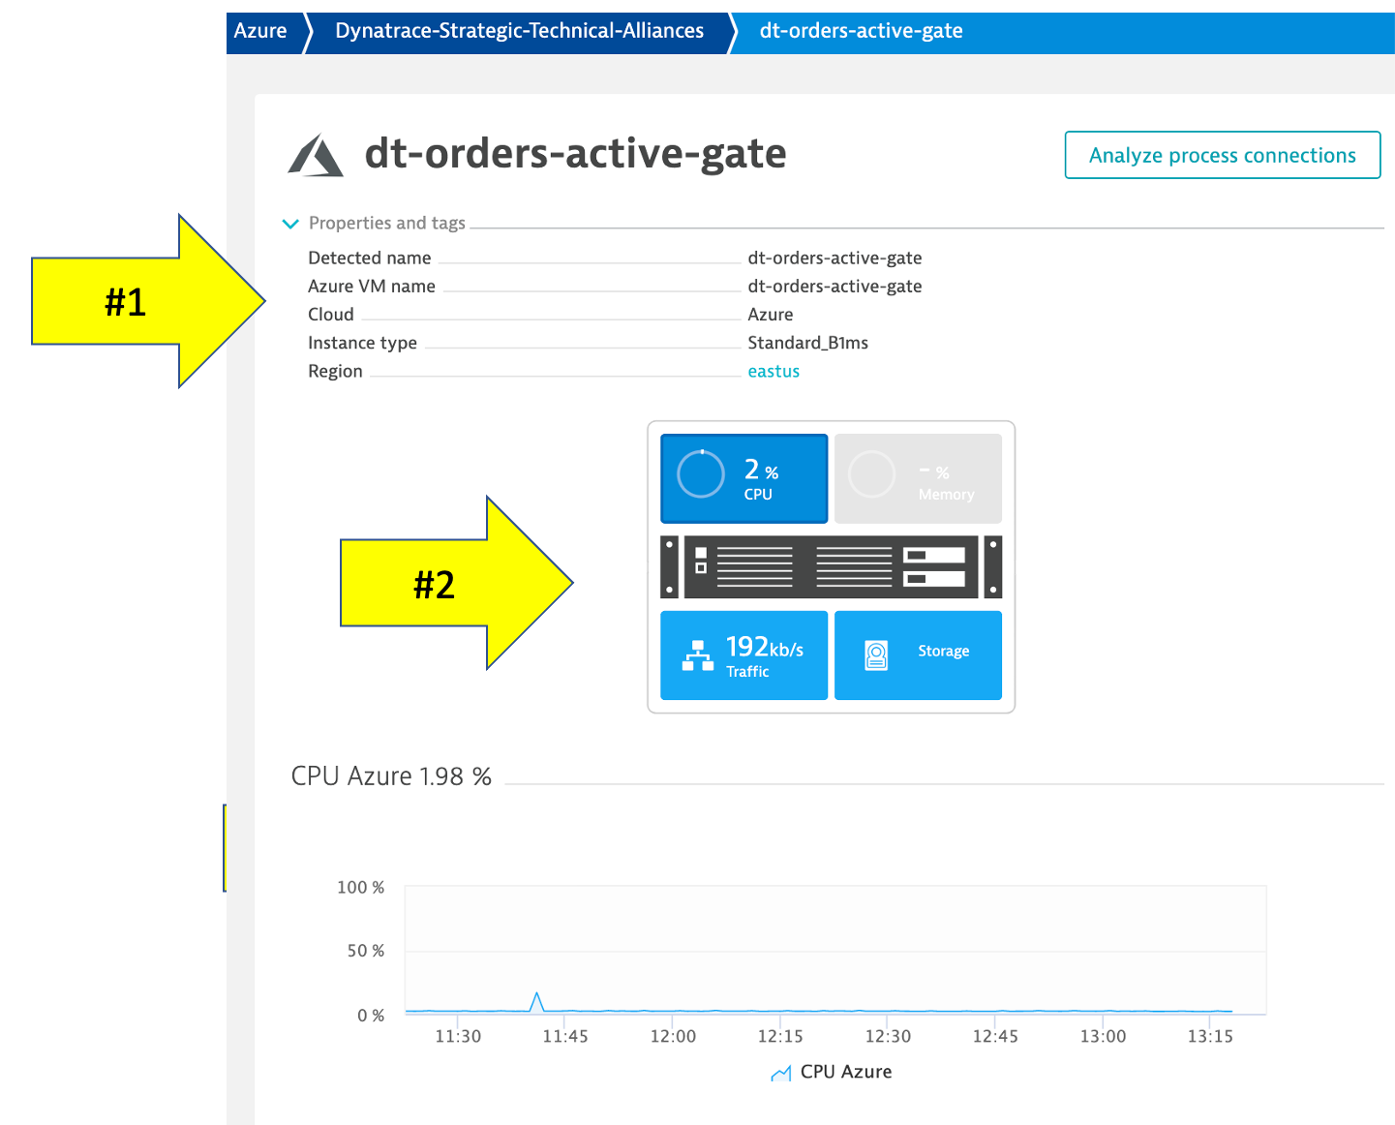 Azure
Dynatrace-Strategic-Technical-Alliances
dt-orders-active-gate
dt-orders-active-gate
Analyze process connections
Properties and tags
Detected name dt-orders-active-gate
Azure VM name dt-orders-active-gate
Cloud Azure
Instance type Standard_B1ms
Region eastus
#1
2 %
CPU
- %
Memory
#2
192kb/s
Traffic
Storage
CPU Azure 1.98 %
100 %
50 %
0 %
11:30 11:45 12:00 12:15 12:30 12:45 13:00 13:15
CPU Azure